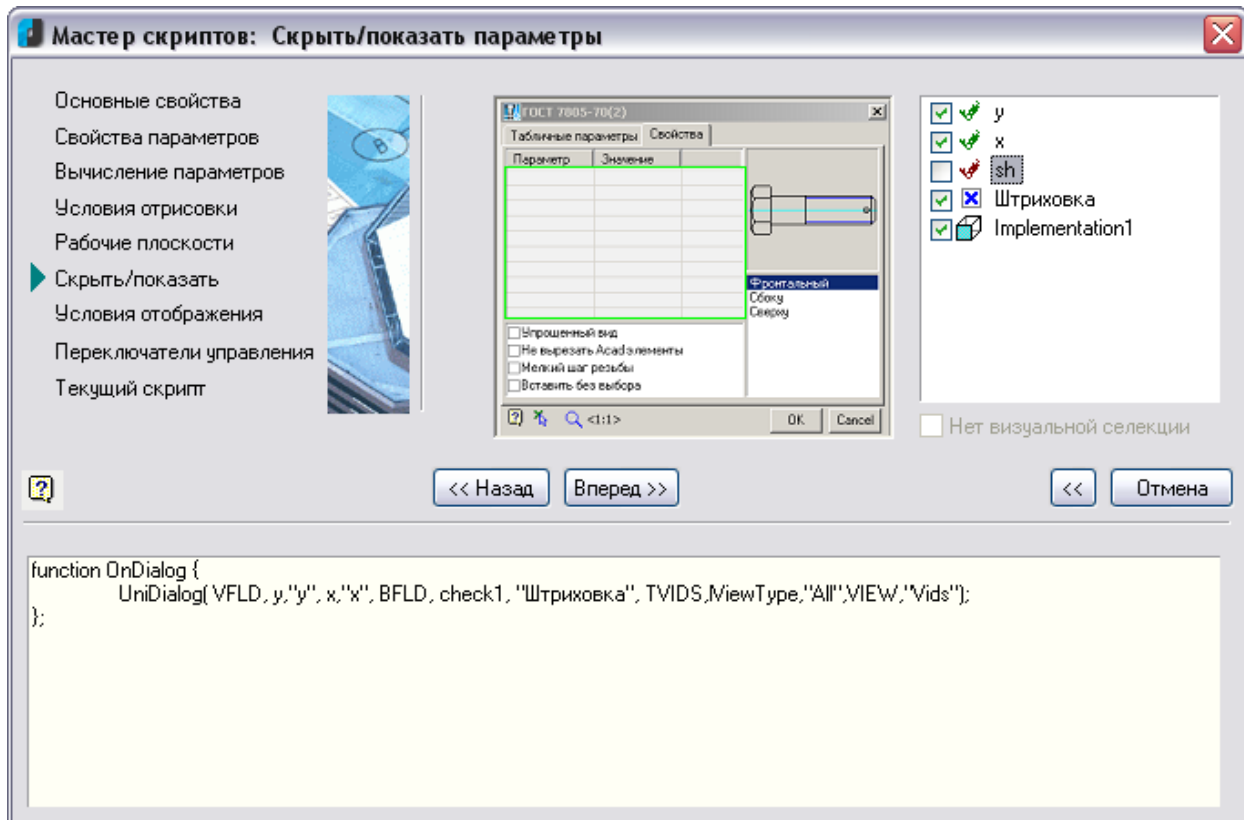 Мастер скриптов: Скрыть/показать параметры
Основные свойства
Свойства параметров
Вычисление параметров
Условия отрисовки
Рабочие плоскости
Скрыть/показать
Условия отображения
Переключатели управления
Текущий скрипт
ГОСТ 7805-70(2)
Табличные параметры Свойства
Параметр Значение
Фронтальный
Сбоку
Сверху
Упрошенный вид
Не вырезать Acad элементы
Мелкий шаг резьбы
Вставить без выбора
<1:1> OK Cancel
y
x
sh
Штриховка
Implementation1
Нет визуальной селекции
<< Назад Вперед >> << Отмена
function OnDialog {
UniDialog( VFLD, y,"y", x,"x", BFLD, check1, "Штриховка", TVIDS,MviewType,"All",VIEW,"Vids");
};